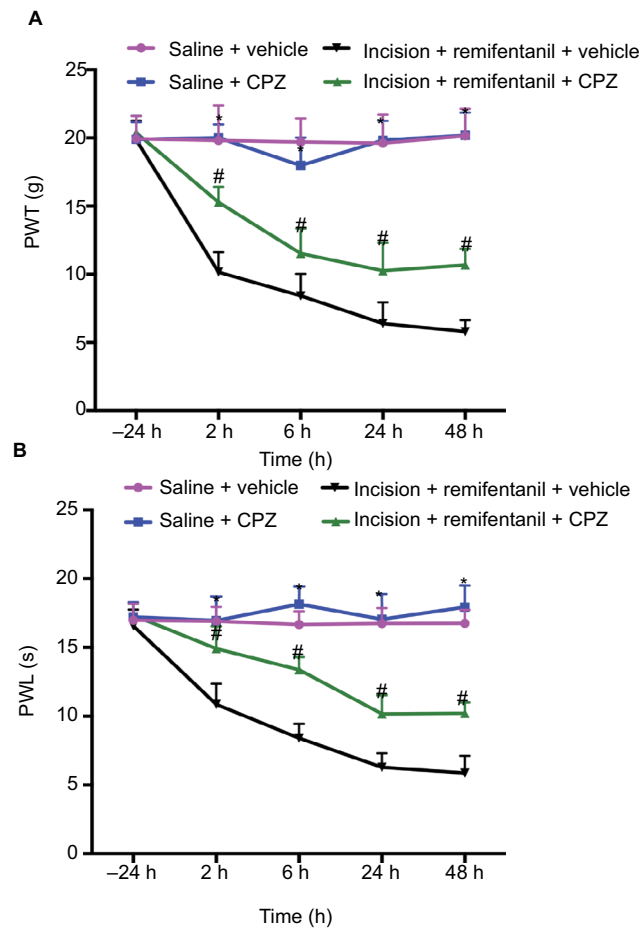 A
Saline + vehicle
Incision + remifentanil + vehicle
Saline + CPZ
Incision + remifentanil + CPZ
25
20
15
10
5
0
PWT (g)
* * * *
# # # #
–24 h 2 h 6 h 24 h 48 h
Time (h)
B
Saline + vehicle
Incision + remifentanil + vehicle
Saline + CPZ
Incision + remifentanil + CPZ
25
20
15
10
5
0
PWL (s)
* * * *
# # # #
–24 h 2 h 6 h 24 h 48 h
Time (h)